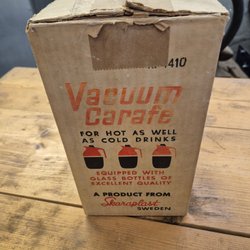 1410
Vacuum
Carafe
FOR HOT AS WELL
AS COLD DRINKS
EQUIPPED WITH
GLASS BOTTLES OF
EXCELLENT QUALITY
A PRODUCT FROM
Skaraplast
SWEDEN